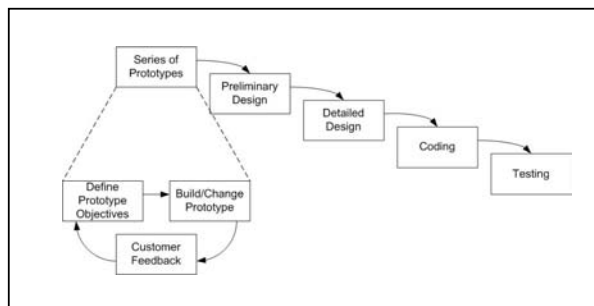 Series of
Prototypes
Preliminary
Design
Detailed
Design
Coding
Testing
Define
Prototype
Objectives
Build/Change
Prototype
Customer
Feedback